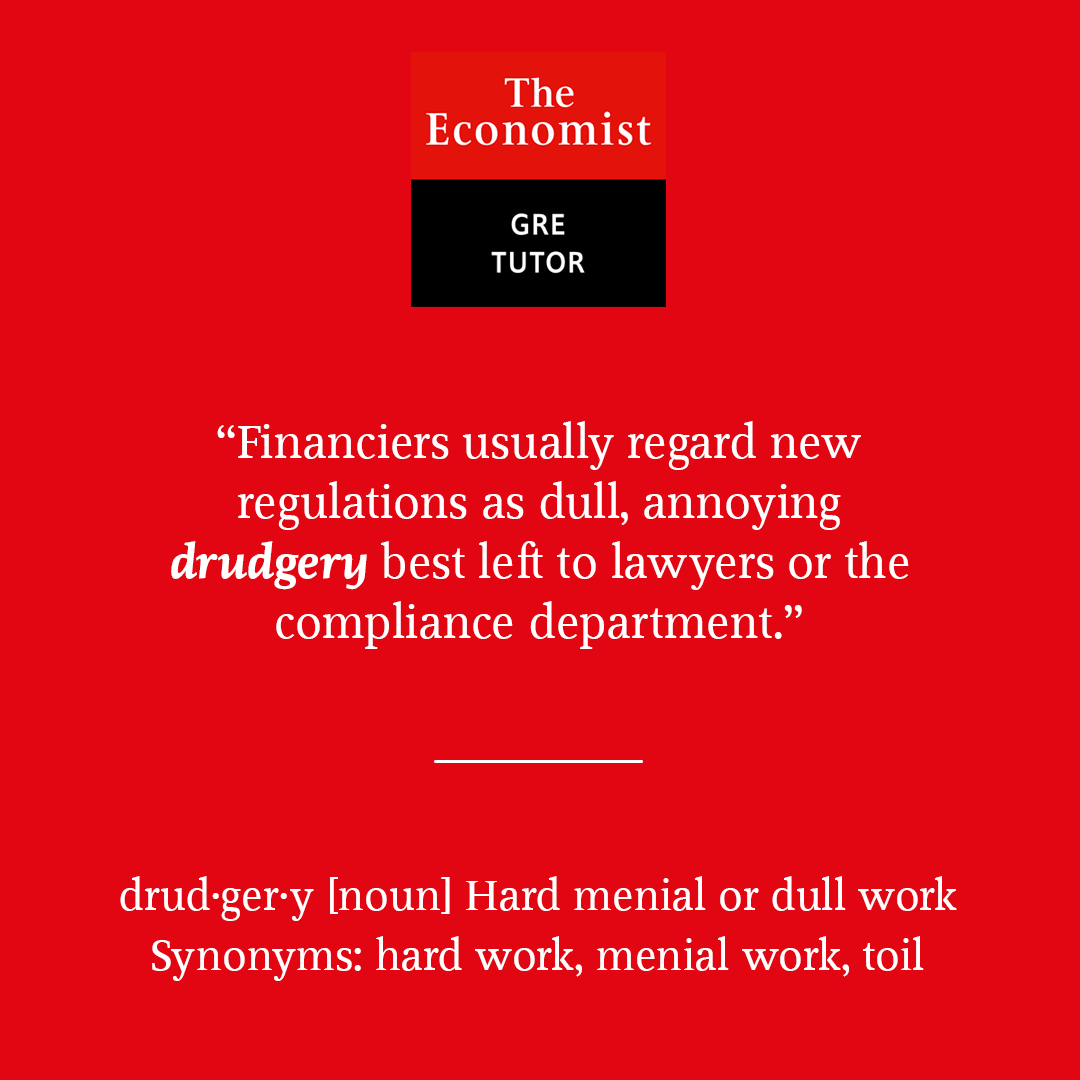 The
Economist
GRE
TUTOR
“Financiers usually regard new
regulations as dull, annoying
drudgery best left to lawyers or the
compliance department.”
drud·ger·y [noun] Hard menial or dull work
Synonyms: hard work, menial work, toil